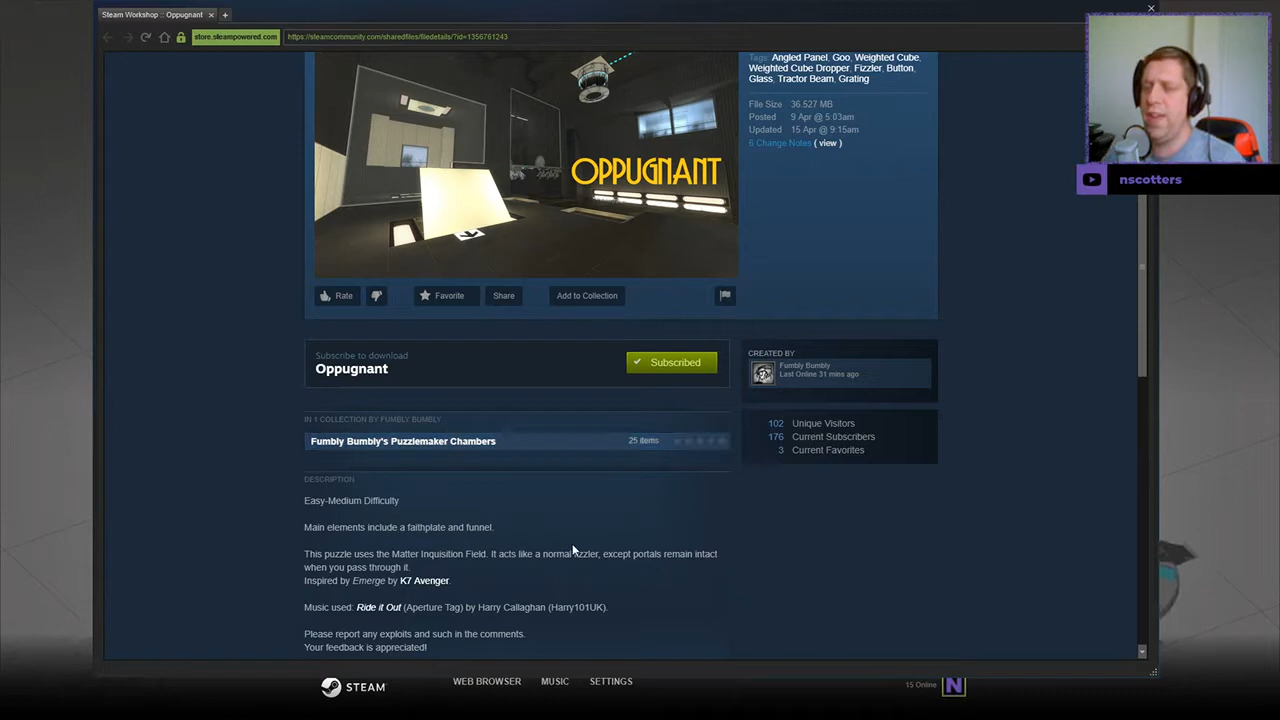 Steam Workshop :: Oppugnant
store.steampowered.com
https://steamcommunity.com/sharedfiles/filedetails/?id=1356761243
Tags: Angled Panel, Goo, Weighted Cube,
Weighted Cube Dropper, Fizzler, Button,
Glass, Tractor Beam, Grating
File Size 36.527 MB
Posted 9 Apr @ 5:03am
Updated 15 Apr @ 9:15am
6 Change Notes ( view )
OPPUGNANT
nscotters
Rate
Favorite
Share
Add to Collection
Subscribe to download
Oppugnant
Subscribed
CREATED BY
Fumbly Bumbly
Last Online 31 mins ago
IN 1 COLLECTION BY FUMBLY BUMBLY
Fumbly Bumbly's Puzzlemaker Chambers
25 items
102 Unique Visitors
176 Current Subscribers
3 Current Favorites
DESCRIPTION
Easy-Medium Difficulty
Main elements include a faithplate and funnel.
This puzzle uses the Matter Inquisition Field. It acts like a normal fizzler, except portals remain intact
when you pass through it.
Inspired by Emerge by K7 Avenger.
Music used: Ride it Out (Aperture Tag) by Harry Callaghan (Harry101UK).
Please report any exploits and such in the comments.
Your feedback is appreciated!
STEAM
WEB BROWSER
MUSIC
SETTINGS
15 Online
N